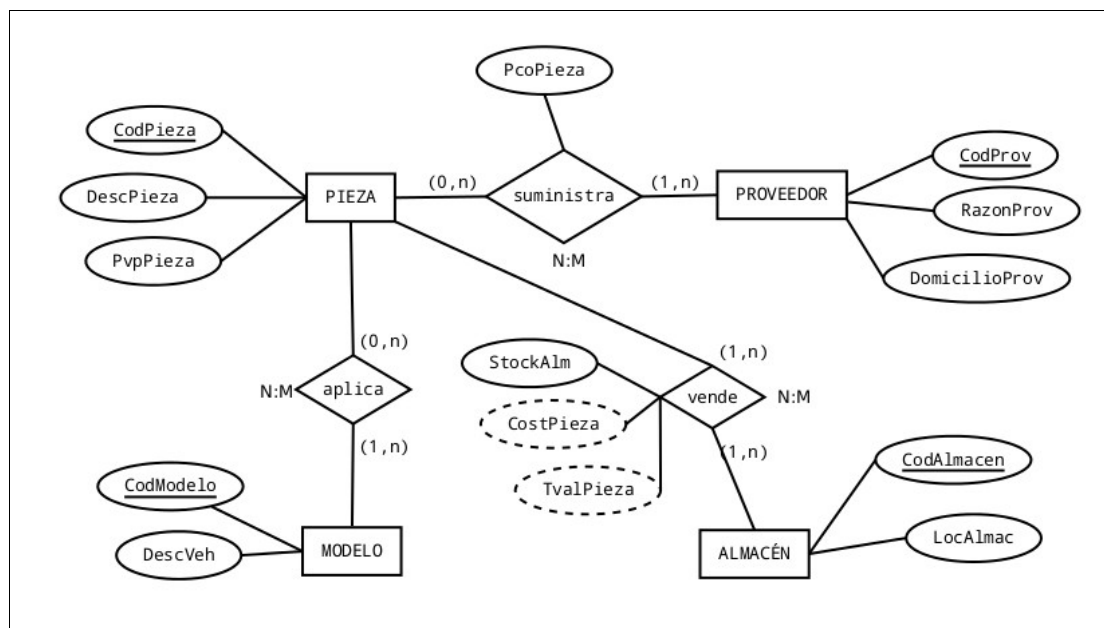 PcoPieza
CodPieza
DescPieza
PvpPieza
PIEZA
(0,n)
suministra
(1,n)
N:M
PROVEEDOR
CodProv
RazonProv
DomicilioProv
(0,n)
N:M
aplica
(1,n)
StockAlm
CostPieza
TvalPieza
(1,n)
vende
N:M
(1,n)
CodModelo
DescVeh
MODELO
ALMACÉN
CodAlmacen
LocAlmac